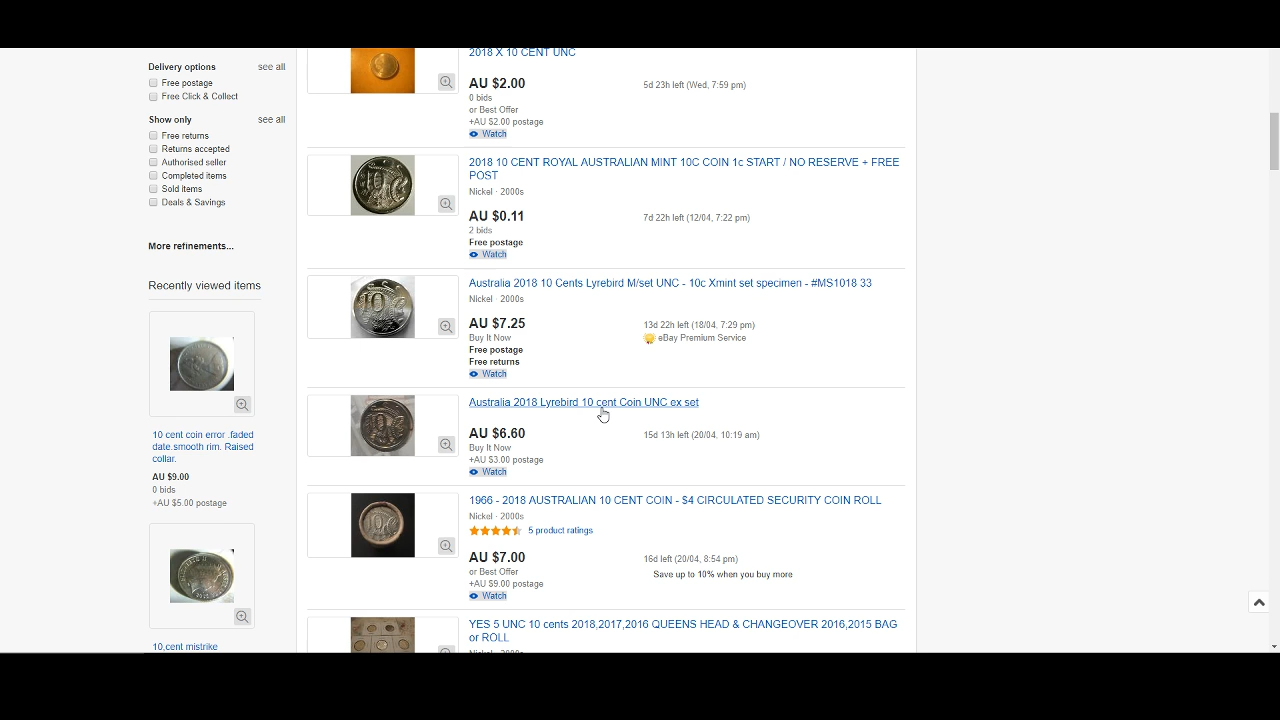 Delivery options
see all
Free postage
Free Click & Collect
Show only
see all
Free returns
Returns accepted
Authorised seller
Completed items
Sold items
Deals & Savings
More refinements...
Recently viewed items
10 cent coin error .faded
date.smooth rim. Raised
collar.
AU $9.00
0 bids
+AU $5.00 postage
10,cent mistrike
2018 X 10 CENT UNC
AU $2.00
5d 23h left (Wed, 7:59 pm)
0 bids
or Best Offer
+AU $2.00 postage
Watch
2018 10 CENT ROYAL AUSTRALIAN MINT 10C COIN 1c START / NO RESERVE + FREE
POST
Nickel · 2000s
AU $0.11
7d 22h left (12/04, 7:22 pm)
2 bids
Free postage
Watch
Australia 2018 10 Cents Lyrebird M/set UNC - 10c Xmint set specimen - #MS1018 33
Nickel · 2000s
AU $7.25
13d 22h left (18/04, 7:29 pm)
Buy It Now
eBay Premium Service
Free postage
Free returns
Watch
Australia 2018 Lyrebird 10 cent Coin UNC ex set
AU $6.60
15d 13h left (20/04, 10:19 am)
Buy It Now
+AU $3.00 postage
Watch
1966 - 2018 AUSTRALIAN 10 CENT COIN - $4 CIRCULATED SECURITY COIN ROLL
Nickel · 2000s
5 product ratings
AU $7.00
16d left (20/04, 8:54 pm)
or Best Offer
Save up to 10% when you buy more
+AU $9.00 postage
Watch
YES 5 UNC 10 cents 2018,2017,2016 QUEENS HEAD & CHANGEOVER 2016,2015 BAG
or ROLL